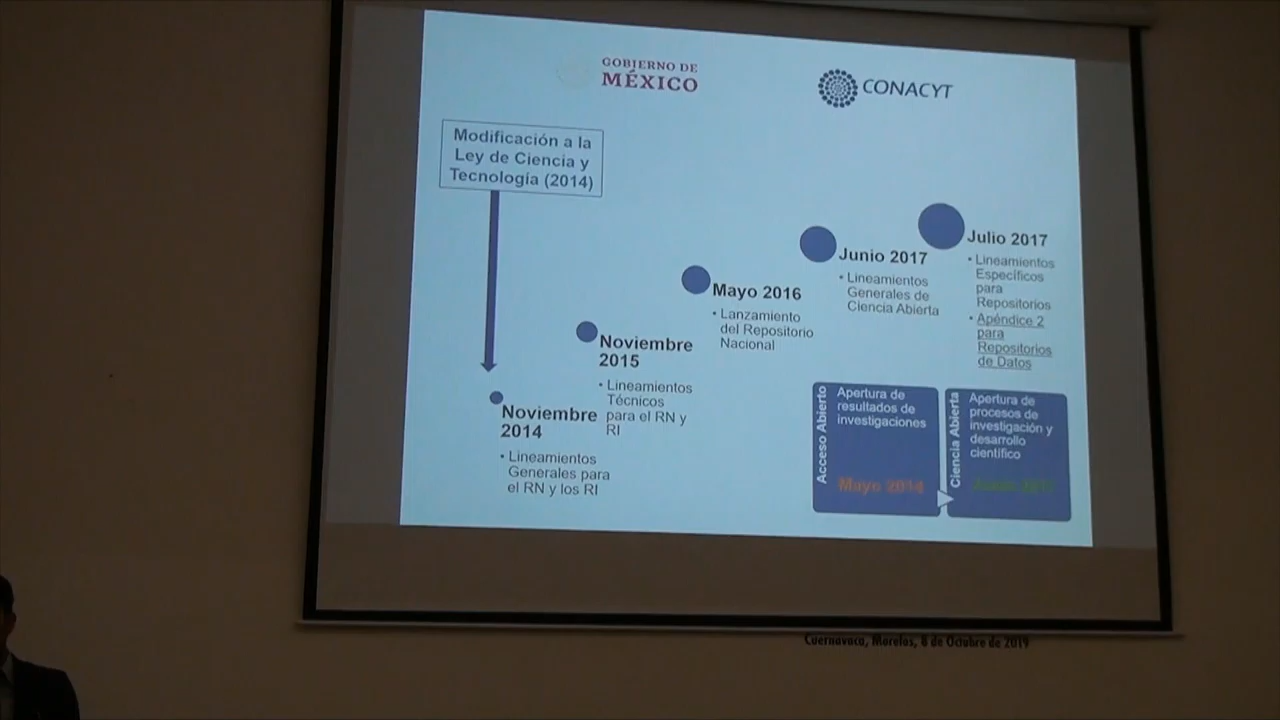 GOBIERNO DE
MÉXICO
CONACYT
Modificación a la
Ley de Ciencia y
Tecnología (2014)
Noviembre
2014
• Lineamientos
Generales para
el RN y los RI
Noviembre
2015
• Lineamientos
Técnicos
para el RN y
RI
Mayo 2016
• Lanzamiento
del Repositorio
Nacional
Junio 2017
• Lineamientos
Generales de
Ciencia Abierta
Julio 2017
• Lineamientos
Específicos
para
Repositorios
• Apéndice 2
para
Repositorios
de Datos
Acceso Abierto
Apertura de
resultados de
investigaciones
Mayo 2014
Ciencia Abierta
Apertura de
procesos de
investigación y
desarrollo
científico
2017
Cuernavaca, Morelos, 8 de Octubre de 2019